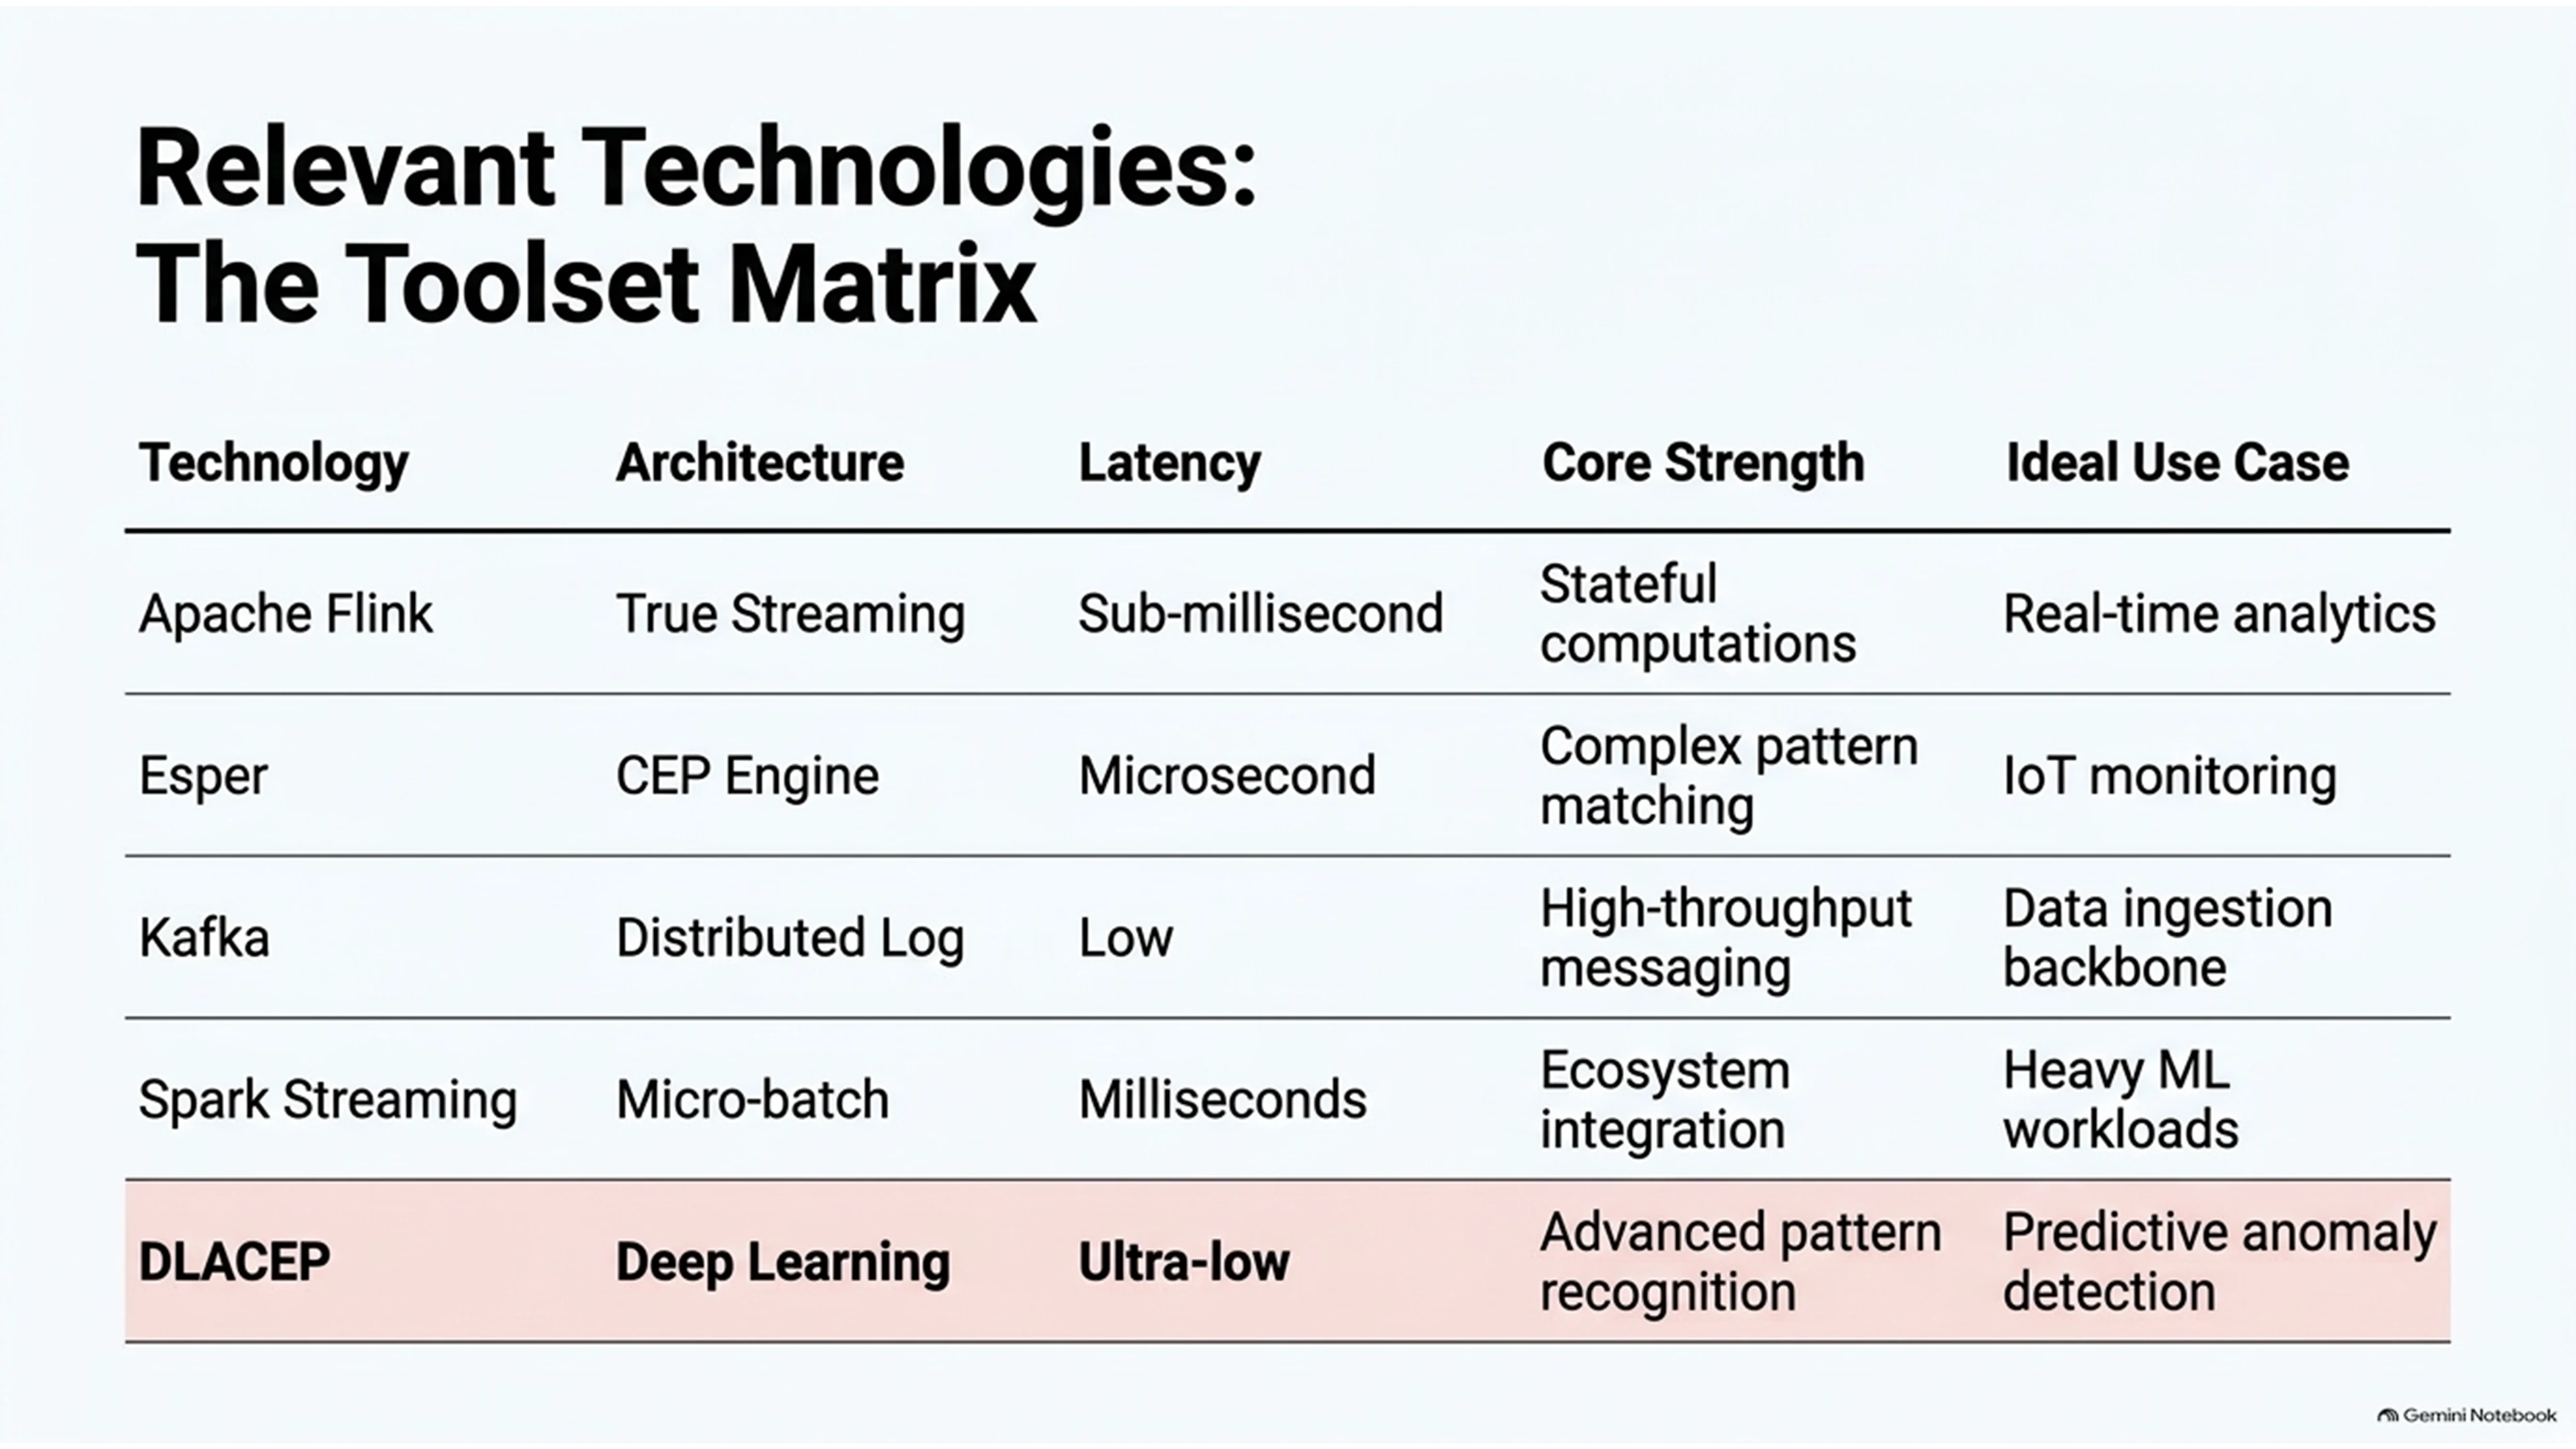 Relevant Technologies:
The Toolset Matrix
Technology Architecture Latency Core Strength Ideal Use Case
Apache Flink True Streaming Sub-millisecond Stateful computations Real-time analytics
Esper CEP Engine Microsecond Complex pattern matching IoT monitoring
Kafka Distributed Log Low High-throughput messaging Data ingestion backbone
Spark Streaming Micro-batch Milliseconds Ecosystem integration Heavy ML workloads
DLACEP Deep Learning Ultra-low Advanced pattern recognition Predictive anomaly detection
Gemini Notebook